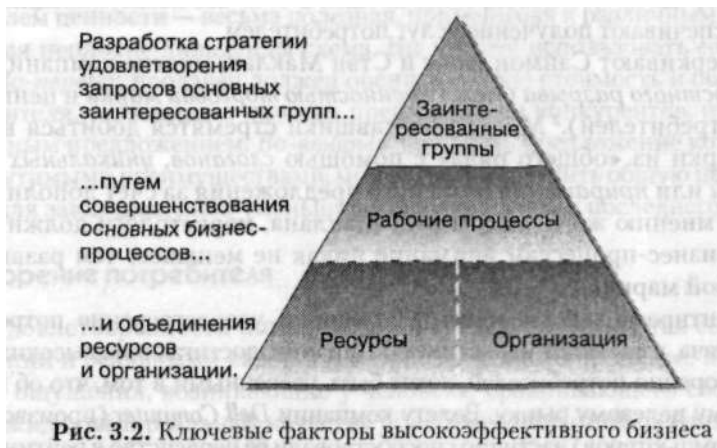 Разработка стратегии
удовлетворения
запросов основных
заинтересованных групп...
Заинте-
ресованные
группы
...путем
совершенствования
основных бизнес-
процессов...
Рабочие процессы
...и объединения
ресурсов
и организации.
Ресурсы
Организация
Рис. 3.2. Ключевые факторы высокоэффективного бизнеса